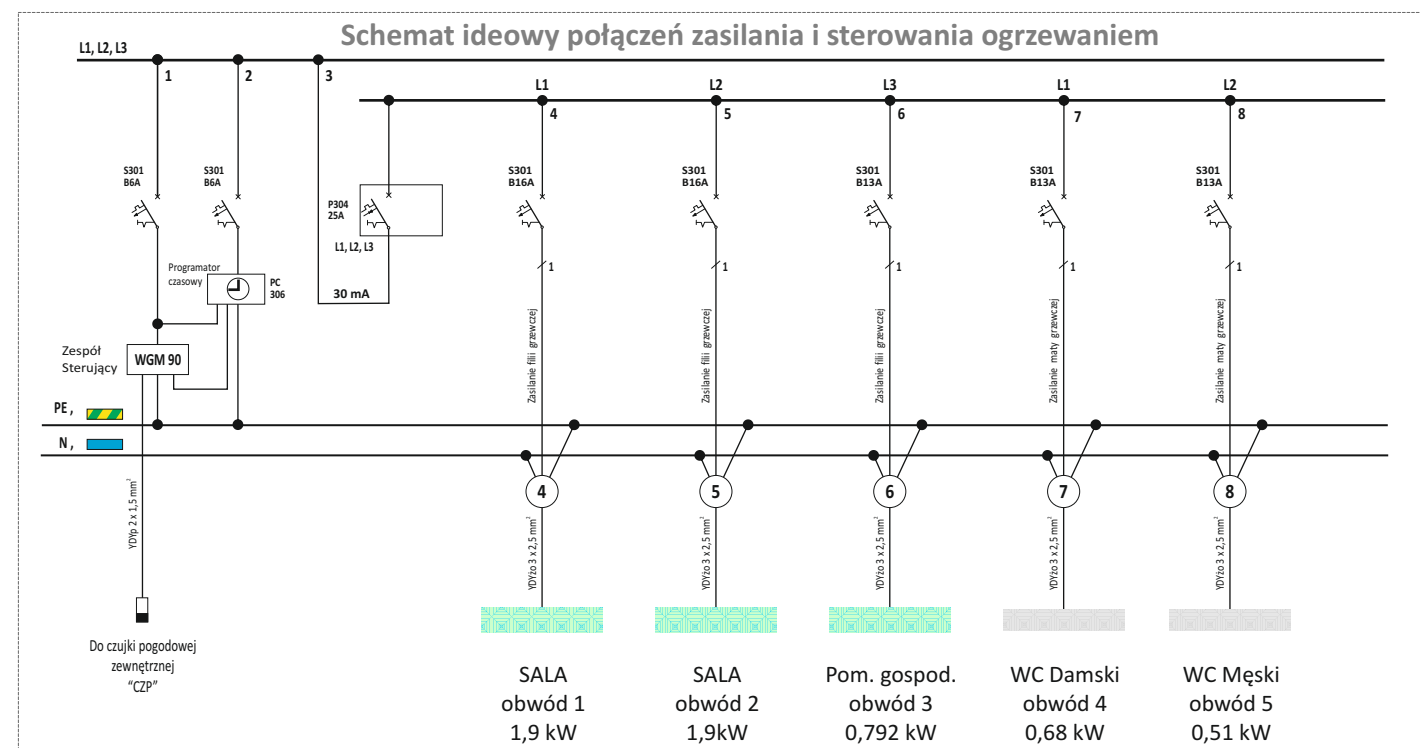 Schemat ideowy połączeń zasilania i sterowania ogrzewaniem
L1, L2, L3
1
2
3
L1
L2
L3
L1
L2
4
5
6
7
8
S301
B6A
S301
B6A
P304
25A
L1, L2, L3
30 mA
S301
B16A
S301
B16A
S301
B13A
S301
B13A
S301
B13A
1
1
1
1
1
Programator
czasowy
PC
306
Zespół
Sterujący
WGM 90
Zasilanie filii grzewczej
Zasilanie filii grzewczej
Zasilanie filii grzewczej
Zasilanie maty grzewczej
Zasilanie maty grzewczej
PE ,
N ,
4
5
6
7
8
YDYp 2 x 1,5 mm²
YDYżo 3 x 2,5 mm²
YDYżo 3 x 2,5 mm²
YDYżo 3 x 2,5 mm²
YDYżo 3 x 2,5 mm²
YDYżo 3 x 2,5 mm²
Do czujki pogodowej
zewnętrznej
“CZP”
SALA
obwód 1
1,9 kW
SALA
obwód 2
1,9kW
Pom. gospod.
obwód 3
0,792 kW
WC Damski
obwód 4
0,68 kW
WC Męski
obwód 5
0,51 kW